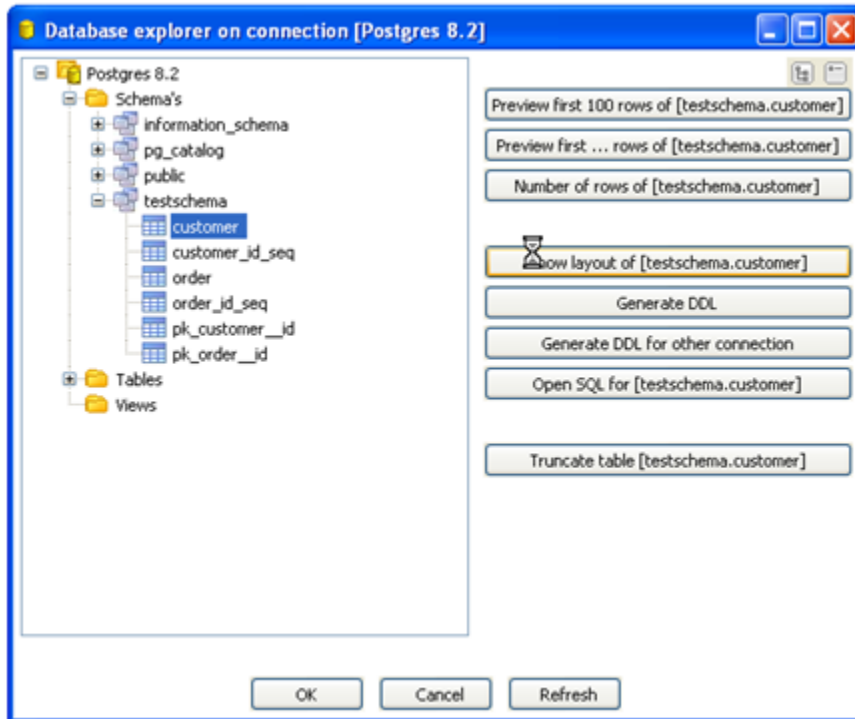 Database explorer on connection [Postgres 8.2]
Postgres 8.2
Schema's
information_schema
pg_catalog
public
testschema
customer
customer_id_seq
order
order_id_seq
pk_customer__id
pk_order__id
Tables
Views
Preview first 100 rows of [testschema.customer]
Preview first ... rows of [testschema.customer]
Number of rows of [testschema.customer]
layout of [testschema.customer]
Generate DDL
Generate DDL for other connection
Open SQL for [testschema.customer]
Truncate table [testschema.customer]
OK
Cancel
Refresh